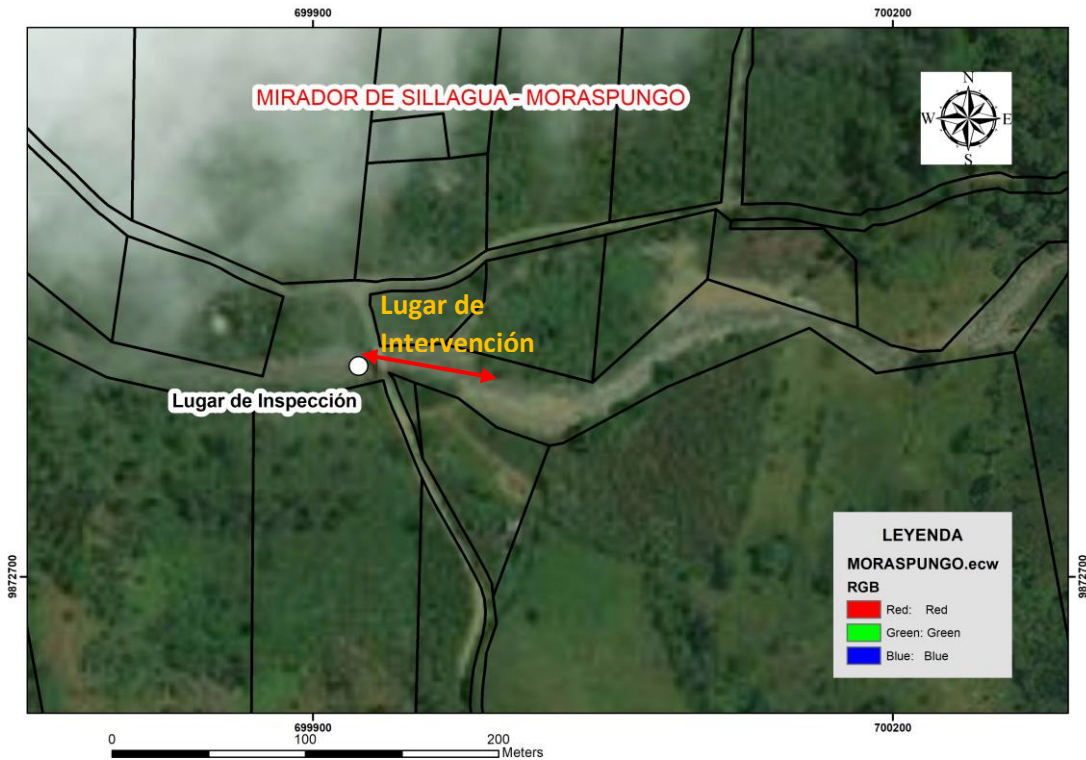 699900
700200
MIRADOR DE SILLAGUA - MORASPUNGO
N
W
E
S
Lugar de
Intervención
Lugar de Inspección
LEYENDA
MORASPUNGO.ecw
RGB
Red: Red
Green: Green
Blue: Blue
9872700
9872700
699900
700200
0
100
200
Meters